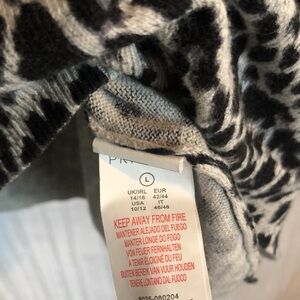 L
UK/IRL EUR
14/16 42/44
USA IT
10/12 46/48
KEEP AWAY FROM FIRE
MANTENER ALEJADO DEL FUEGO
MANTER LONGE DO FOGO
VON FEUER FERNHALTEN
À TENIR ÉLOIGNÉ DU FEU
BUITEN BEREIK VAN VUUR HOUDEN
TENERE LONTANO DAL FUOCO